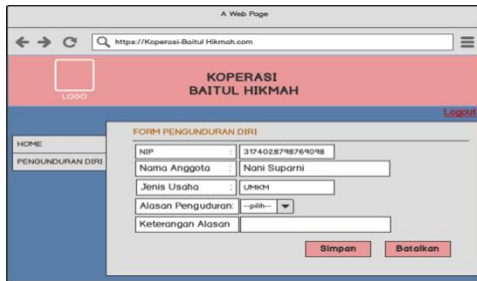 A Web Page
https://Koperasi-Baitul Hikmah.com
LOGO
KOPERASI
BAITUL HIKMAH
Logout
HOME
PENGUNDURAN DIRI
FORM PENGUNDURAN DIRI
NIP : 3174028798769098
Nama Anggota : Nani Suparni
Jenis Usaha : UMKM
Alasan Penguduran: --pilih--
Keterangan Alasan
Simpan Batalkan